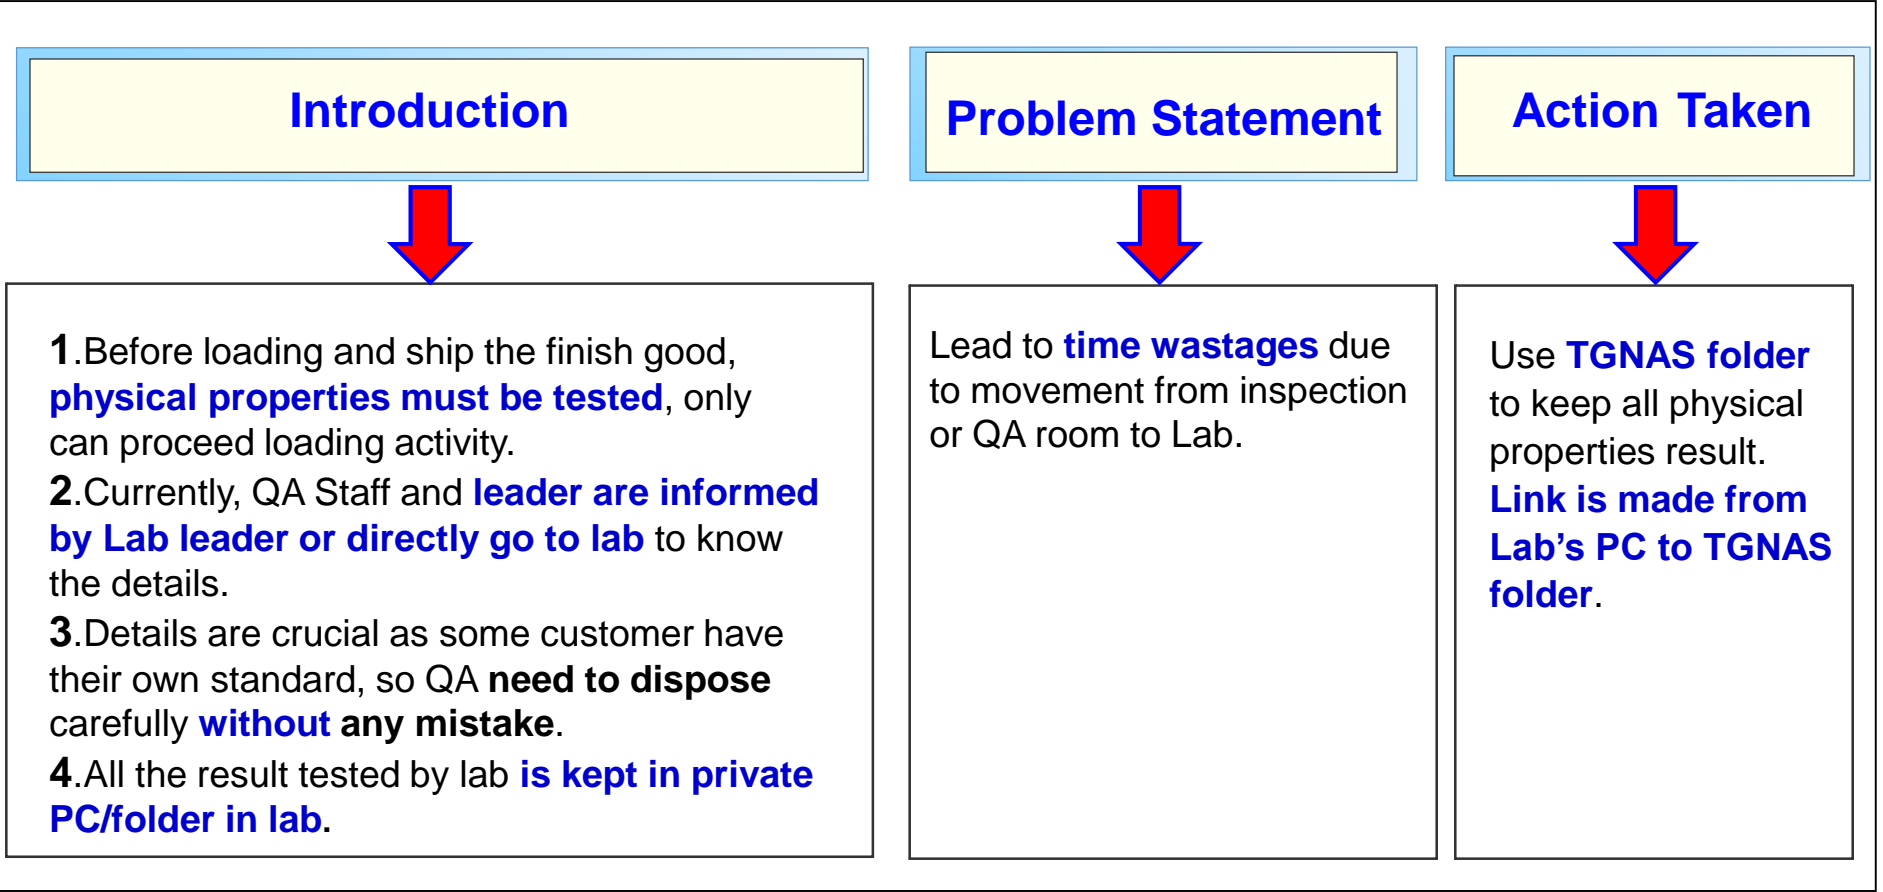 Introduction
1.Before loading and ship the finish good,
physical properties must be tested, only
can proceed loading activity.
2.Currently, QA Staff and leader are informed
by Lab leader or directly go to lab to know
the details.
3.Details are crucial as some customer have
their own standard, so QA need to dispose
carefully without any mistake.
4.All the result tested by lab is kept in private
PC/folder in lab.
Problem Statement
Lead to time wastages due
to movement from inspection
or QA room to Lab.
Action Taken
Use TGNAS folder
to keep all physical
properties result.
Link is made from
Lab’s PC to TGNAS
folder.